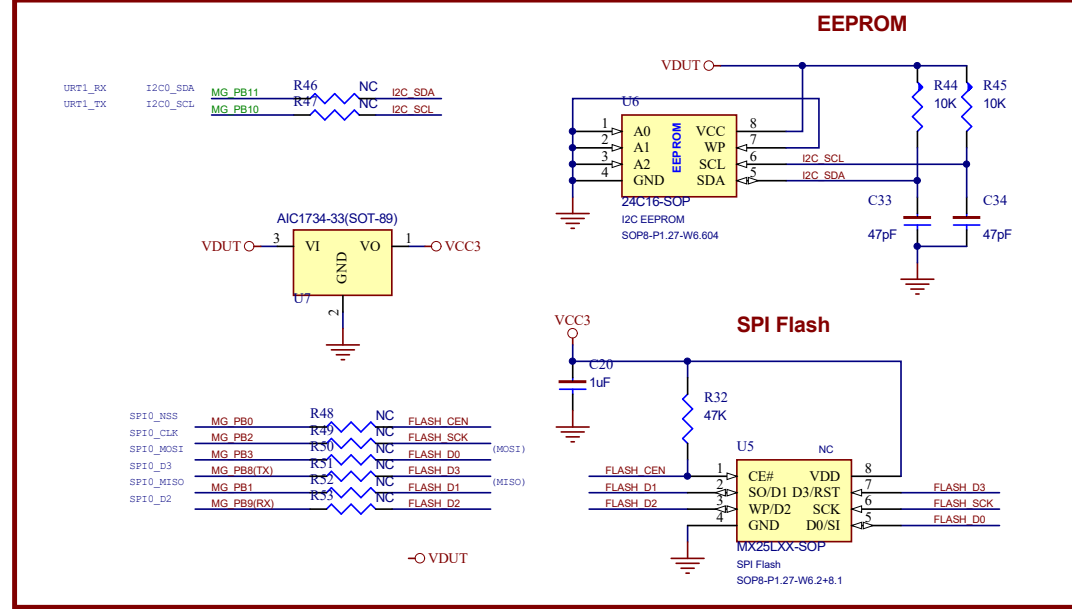 EEPROM
VDUT
URT1_RX I2C0_SDA MG_PB11 R46 NC I2C_SDA
URT1_TX I2C0_SCL MG_PB10 R47 NC I2C_SCL
R44 R45
10K 10K
U6
1 A0 VCC 8
2 A1 WP 7
3 A2 SCL 6 I2C_SCL
4 GND SDA 5 I2C_SDA
EEPROM
24C16-SOP
I2C EEPROM
SOP8-P1.27-W6.604
C33 C34
47pF 47pF
AIC1734-33(SOT-89)
VDUT 3 VI VO 1 VCC3
GND
U7
2
SPI Flash
VCC3
C20
1uF
R32
47K
SPI0_NSS MG_PB0 R48 NC FLASH_CEN
SPI0_CLK MG_PB2 R49 NC FLASH_SCK
SPI0_MOSI MG_PB3 R50 NC FLASH_D0 (MOSI)
SPI0_D3 MG_PB8(TX) R51 NC FLASH_D3
SPI0_MISO MG_PB1 R52 NC FLASH_D1 (MISO)
SPI0_D2 MG_PB9(RX) R53 NC FLASH_D2
VDUT
U5 NC
FLASH_CEN 1 CE# VDD 8
FLASH_D1 2 SO/D1 D3/RST 7 FLASH_D3
FLASH_D2 3 WP/D2 SCK 6 FLASH_SCK
4 GND D0/SI 5 FLASH_D0
MX25LXX-SOP
SPI Flash
SOP8-P1.27-W6.2+8.1